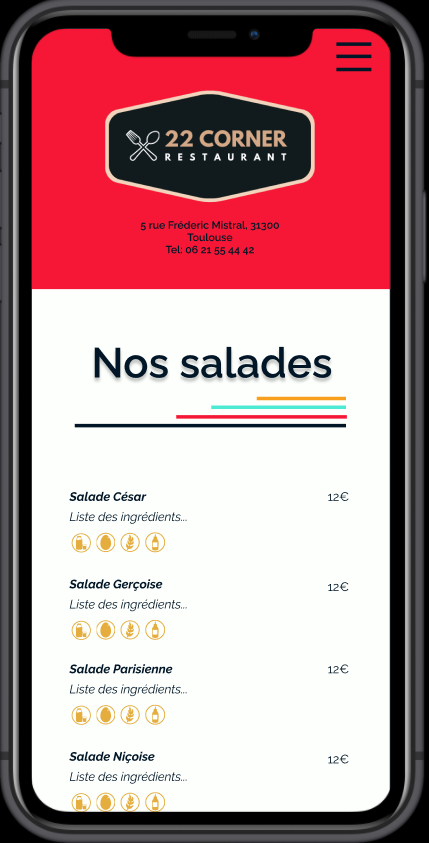 22 CORNER
RESTAURANT
5 rue Fréderic Mistral, 31300
Toulouse
Tel: 06 21 55 44 42
Nos salades
Salade César 12€
Liste des ingrédients...
Salade Gerçoise 12€
Liste des ingrédients...
Salade Parisienne 12€
Liste des ingrédients...
Salade Niçoise 12€
Liste des ingrédients...